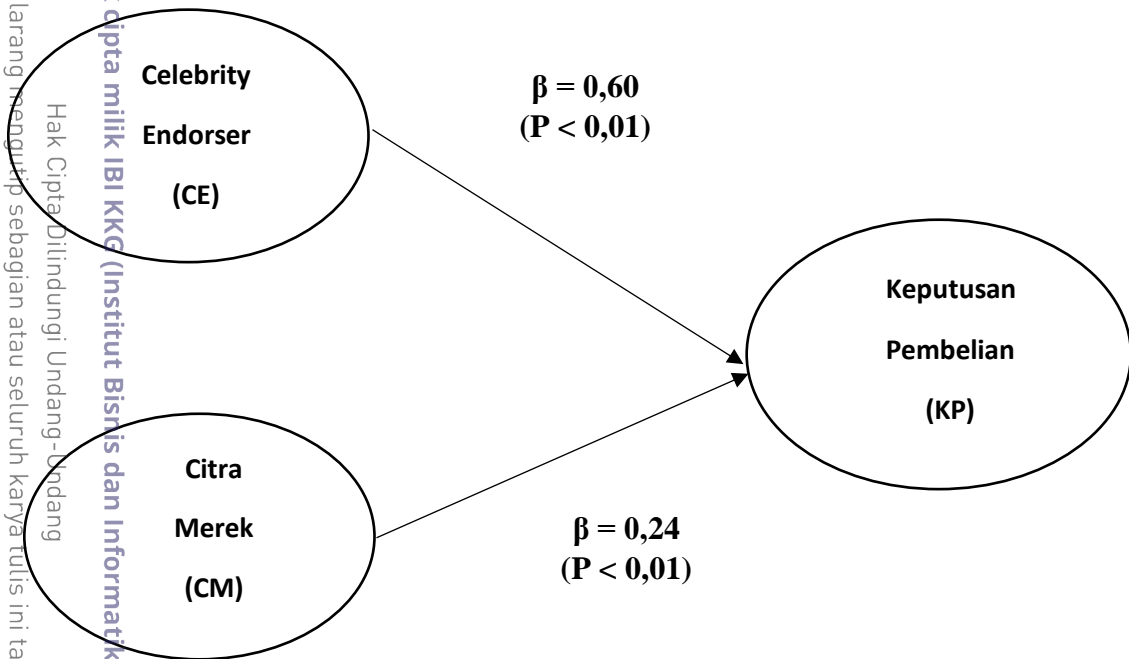 Celebrity
Endorser
(CE)
β = 0,60
(P < 0,01)
Keputusan
Pembelian
(KP)
Citra
Merek
(CM)
β = 0,24
(P < 0,01)
cipta milik IBI KKG (Institut Bisnis dan Informatik
Hak Cipta Dilindungi Undang-Undang
larang mengutip sebagian atau seluruh karya tulis ini ta